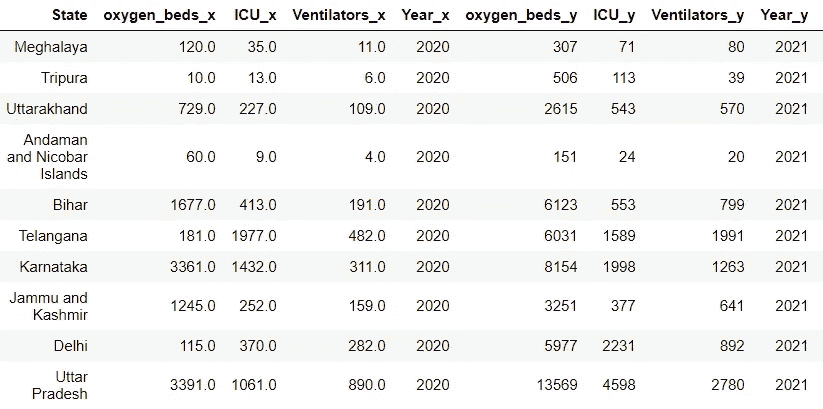 State oxygen_beds_x ICU_x Ventilators_x Year_x oxygen_beds_y ICU_y Ventilators_y Year_y
Meghalaya 120.0 35.0 11.0 2020 307 71 80 2021
Tripura 10.0 13.0 6.0 2020 506 113 39 2021
Uttarakhand 729.0 227.0 109.0 2020 2615 543 570 2021
Andaman
and Nicobar 60.0 9.0 4.0 2020 151 24 20 2021
Islands
Bihar 1677.0 413.0 191.0 2020 6123 553 799 2021
Telangana 181.0 1977.0 482.0 2020 6031 1589 1991 2021
Karnataka 3361.0 1432.0 311.0 2020 8154 1998 1263 2021
Jammu and
Kashmir 1245.0 252.0 159.0 2020 3251 377 641 2021
Delhi 115.0 370.0 282.0 2020 5977 2231 892 2021
Uttar
Pradesh 3391.0 1061.0 890.0 2020 13569 4598 2780 2021